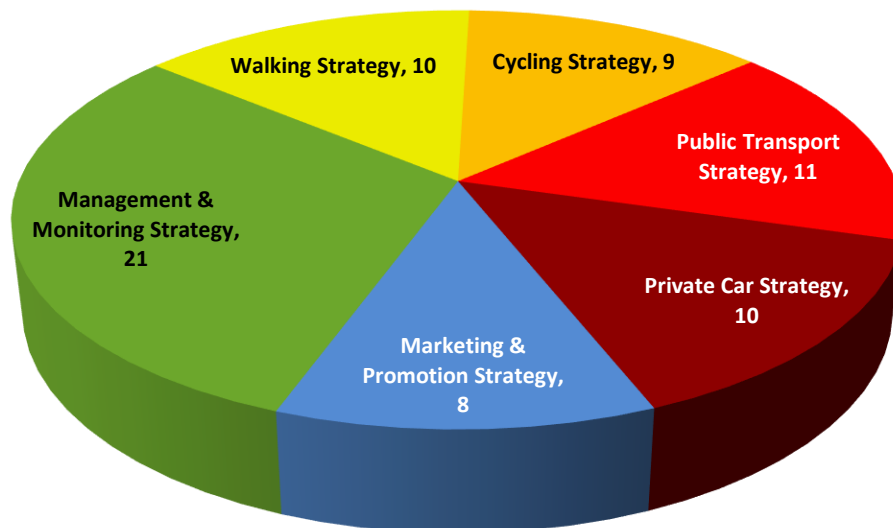 Walking Strategy, 10
Cycling Strategy, 9
Public Transport
Strategy, 11
Management &
Monitoring Strategy,
21
Private Car Strategy,
10
Marketing &
Promotion Strategy,
8